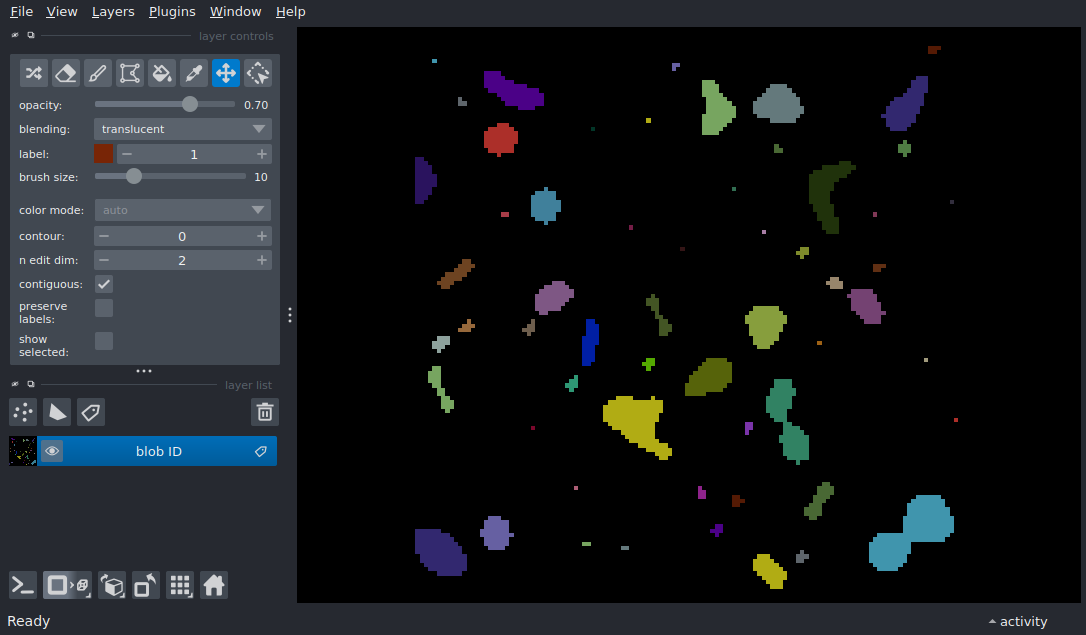 File View Layers Plugins Window Help
layer controls
opacity: 0.70
blending: translucent
label: 1
brush size: 10
color mode: auto
contour: 0
n edit dim: 2
contiguous:
preserve
labels:
show
selected:
layer list
blob ID
Ready
activity